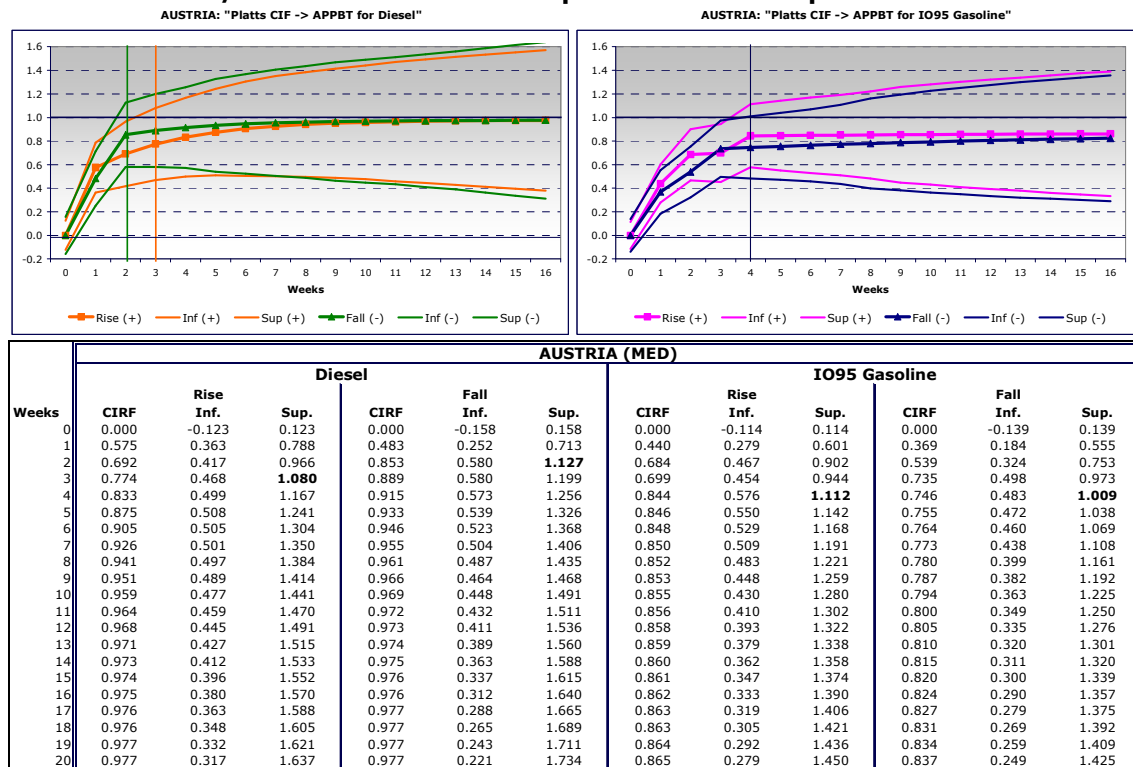 AUSTRIA: "Platts CIF -> APPBT for Diesel"
1.6
1.4
1.2
1.0
0.8
0.6
0.4
0.2
0.0
-0.2
0 1 2 3 4 5 6 7 8 9 10 11 12 13 14 15 16
Weeks
Rise (+) Inf (+) Sup (+) Fall (-) Inf (-) Sup (-)
AUSTRIA: "Platts CIF -> APPBT for IO95 Gasoline"
1.6
1.4
1.2
1.0
0.8
0.6
0.4
0.2
0.0
-0.2
0 1 2 3 4 5 6 7 8 9 10 11 12 13 14 15 16
Weeks
Rise (+) Inf (+) Sup (+) Fall (-) Inf (-) Sup (-)
AUSTRIA (MED)
Diesel IO95 Gasoline
Rise Fall Rise Fall
Weeks CIRF Inf. Sup. CIRF Inf. Sup. CIRF Inf. Sup. CIRF Inf. Sup.
0 0.000 -0.123 0.123 0.000 -0.158 0.158 0.000 -0.114 0.114 0.000 -0.139 0.139
1 0.575 0.363 0.788 0.483 0.252 0.713 0.440 0.279 0.601 0.369 0.184 0.555
2 0.692 0.417 0.966 0.853 0.580 1.127 0.684 0.467 0.902 0.539 0.324 0.753
3 0.774 0.468 1.080 0.889 0.580 1.199 0.699 0.454 0.944 0.735 0.498 0.973
4 0.833 0.499 1.167 0.915 0.573 1.256 0.844 0.576 1.112 0.746 0.483 1.009
5 0.875 0.508 1.241 0.933 0.539 1.326 0.846 0.550 1.142 0.755 0.472 1.038
6 0.905 0.505 1.304 0.946 0.523 1.368 0.848 0.529 1.168 0.764 0.460 1.069
7 0.926 0.501 1.350 0.955 0.504 1.406 0.850 0.509 1.191 0.773 0.438 1.108
8 0.941 0.497 1.384 0.961 0.487 1.435 0.852 0.483 1.221 0.780 0.399 1.161
9 0.951 0.489 1.414 0.966 0.464 1.468 0.853 0.448 1.259 0.787 0.382 1.192
10 0.959 0.477 1.441 0.969 0.448 1.491 0.855 0.430 1.280 0.794 0.363 1.225
11 0.964 0.459 1.470 0.972 0.432 1.511 0.856 0.410 1.302 0.800 0.349 1.250
12 0.968 0.445 1.491 0.973 0.411 1.536 0.858 0.393 1.322 0.805 0.335 1.276
13 0.971 0.427 1.515 0.974 0.389 1.560 0.859 0.379 1.338 0.810 0.320 1.301
14 0.973 0.412 1.533 0.975 0.363 1.588 0.860 0.362 1.358 0.815 0.311 1.320
15 0.974 0.396 1.552 0.976 0.337 1.615 0.861 0.347 1.374 0.820 0.300 1.339
16 0.975 0.380 1.570 0.976 0.312 1.640 0.862 0.333 1.390 0.824 0.290 1.357
17 0.976 0.363 1.588 0.977 0.288 1.665 0.863 0.319 1.406 0.827 0.279 1.375
18 0.976 0.348 1.605 0.977 0.265 1.689 0.863 0.305 1.421 0.831 0.269 1.392
19 0.977 0.332 1.621 0.977 0.243 1.711 0.864 0.292 1.436 0.834 0.259 1.409
20 0.977 0.317 1.637 0.977 0.221 1.734 0.865 0.279 1.450 0.837 0.249 1.425